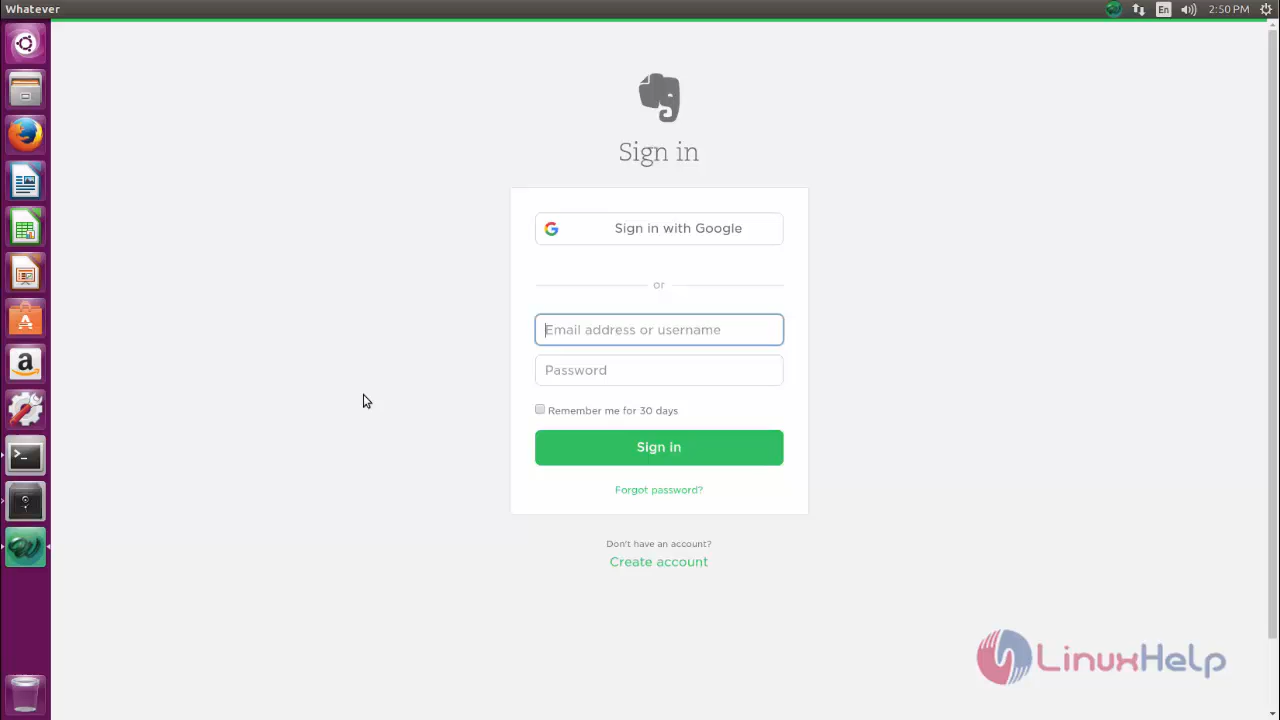 Whatever
En
2:50 PM
Sign in
Sign in with Google
or
Email address or username
Password
Remember me for 30 days
Sign in
Forgot password?
Don't have an account?
Create account
LinuxHelp